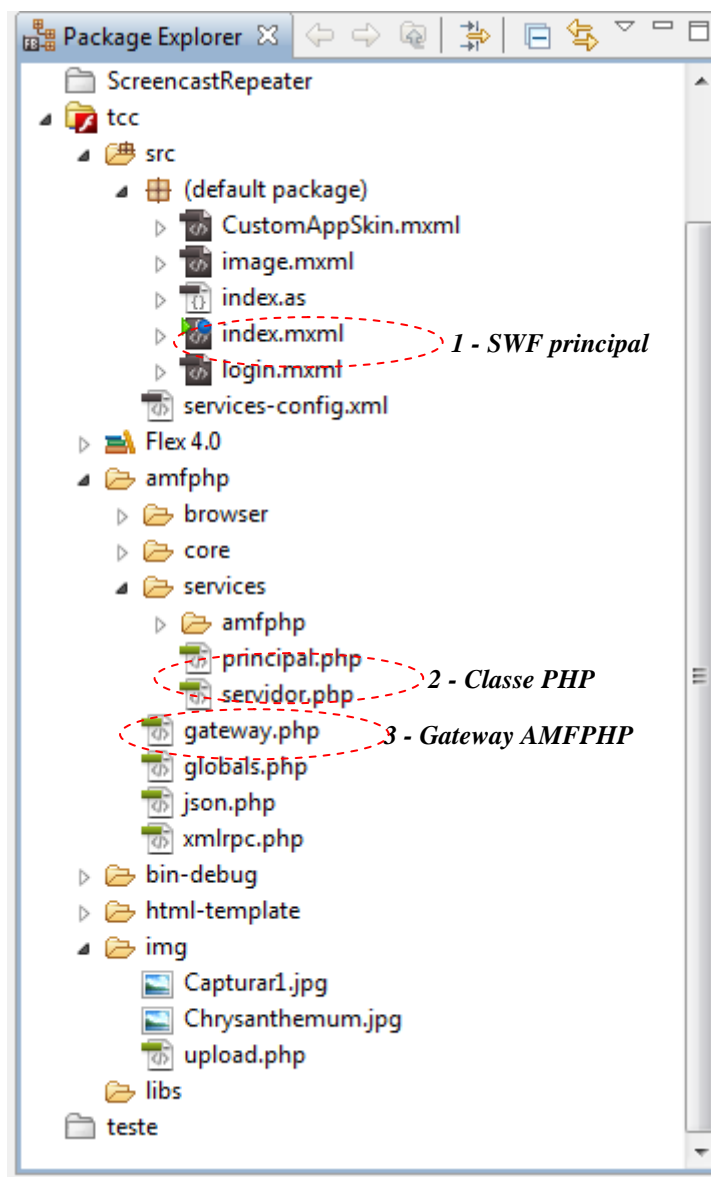 Package Explorer
ScreencastRepeater
tcc
src
(default package)
CustomAppSkin.mxml
image.mxml
index.as
index.mxml
1 - SWF principal
login.mxml
services-config.xml
Flex 4.0
amfphp
browser
core
services
amfphp
principal.php
2 - Classe PHP
servidor.php
gateway.php
3 - Gateway AMFPHP
globals.php
json.php
xmlrpc.php
bin-debug
html-template
img
Capturar1.jpg
Chrysanthemum.jpg
upload.php
libs
teste